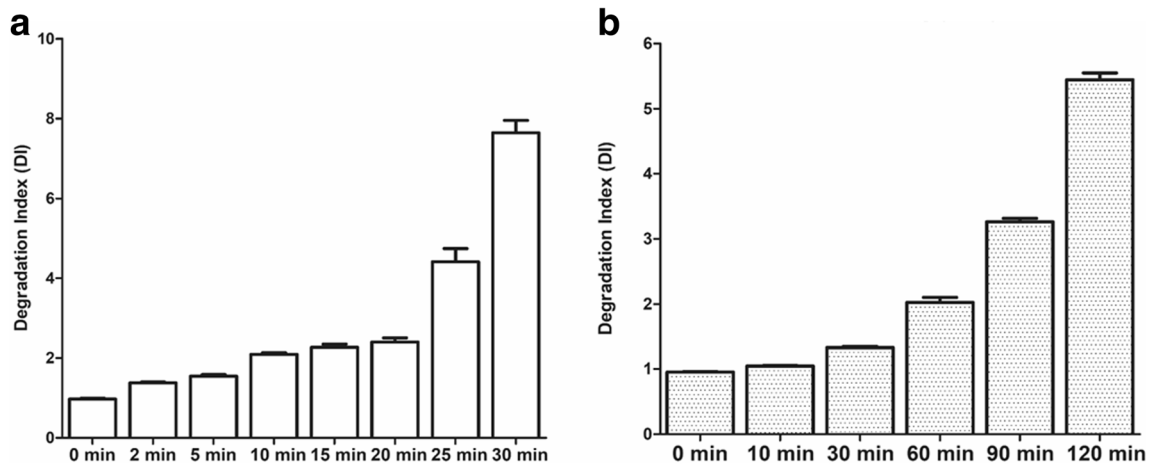 a
Degradation Index (DI)
10
8
6
4
2
0
0 min 2 min 5 min 10 min 15 min 20 min 25 min 30 min
b
Degradation Index (DI)
6
5
4
3
2
1
0
0 min 10 min 30 min 60 min 90 min 120 min